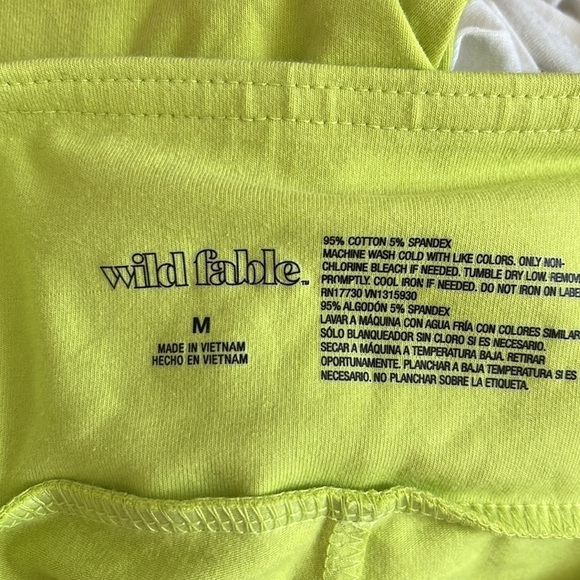 wild fable™
M
MADE IN VIETNAM
HECHO EN VIETNAM
95% COTTON 5% SPANDEX
MACHINE WASH COLD WITH LIKE COLORS. ONLY NON-
CHLORINE BLEACH IF NEEDED. TUMBLE DRY LOW. REMOVE
PROMPTLY. COOL IRON IF NEEDED. DO NOT IRON ON LABEL
RN17730 VN1315930
95% ALGODÓN 5% SPANDEX
LAVAR A MÁQUINA CON AGUA FRÍA CON COLORES SIMILAR
SÓLO BLANQUEADOR SIN CLORO SI ES NECESARIO.
SECAR A MÁQUINA A TEMPERATURA BAJA. RETIRAR
OPORTUNAMENTE. PLANCHAR A BAJA TEMPERATURA SI ES
NECESARIO. NO PLANCHAR SOBRE LA ETIQUETA.